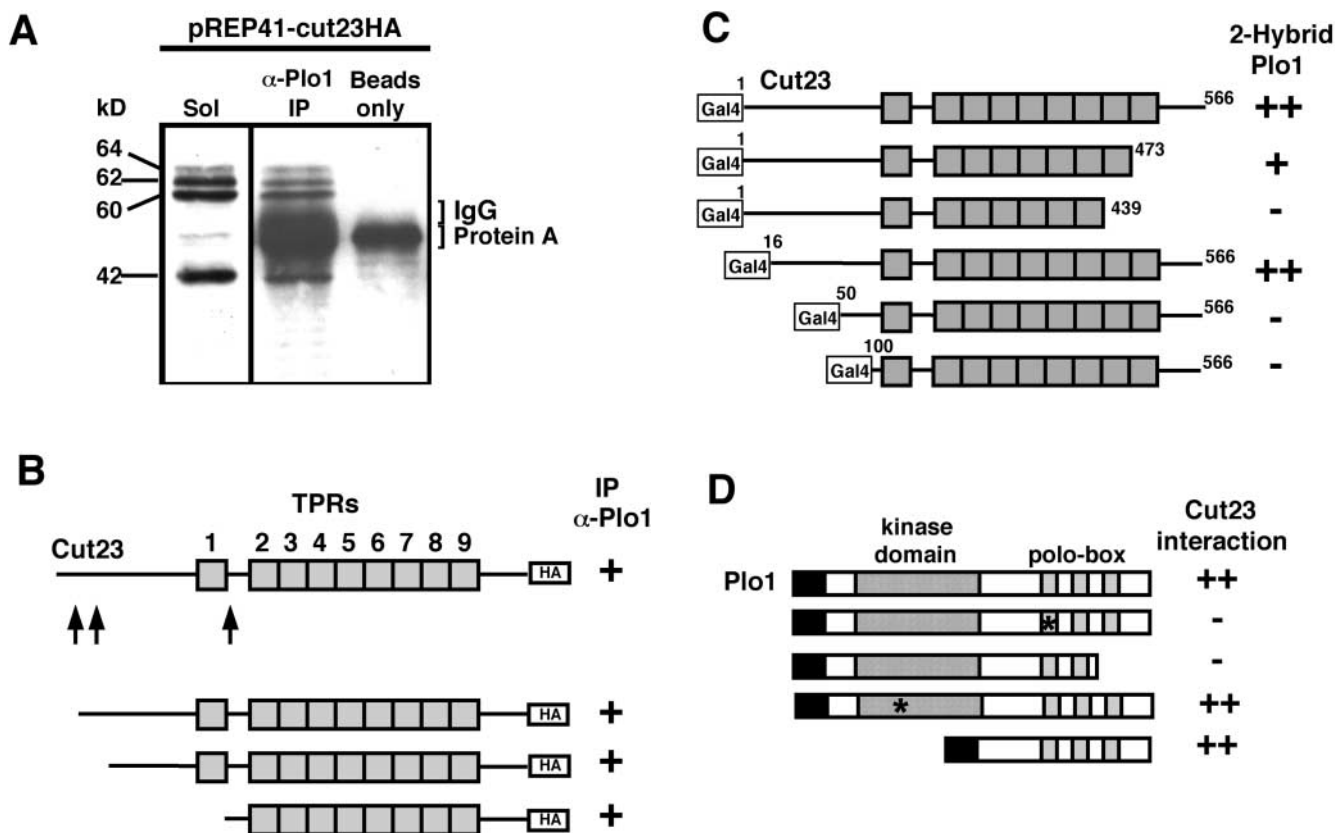 A
pREP41-cut23HA
α-Plo1 Beads
kD Sol IP only
64
62
60
42
IgG
Protein A
B
TPRs
IP
α-Plo1
Cut23
1 2 3 4 5 6 7 8 9
HA +
HA +
HA +
HA +
C
2-Hybrid
Plo1
1 Cut23
Gal4 566 ++
1
Gal4 473 +
1
Gal4 439 -
16
Gal4 566 ++
50
Gal4 566 -
100
Gal4 566 -
D
kinase
domain
polo-box
Cut23
interaction
Plo1 ++
* -
-
* ++
++